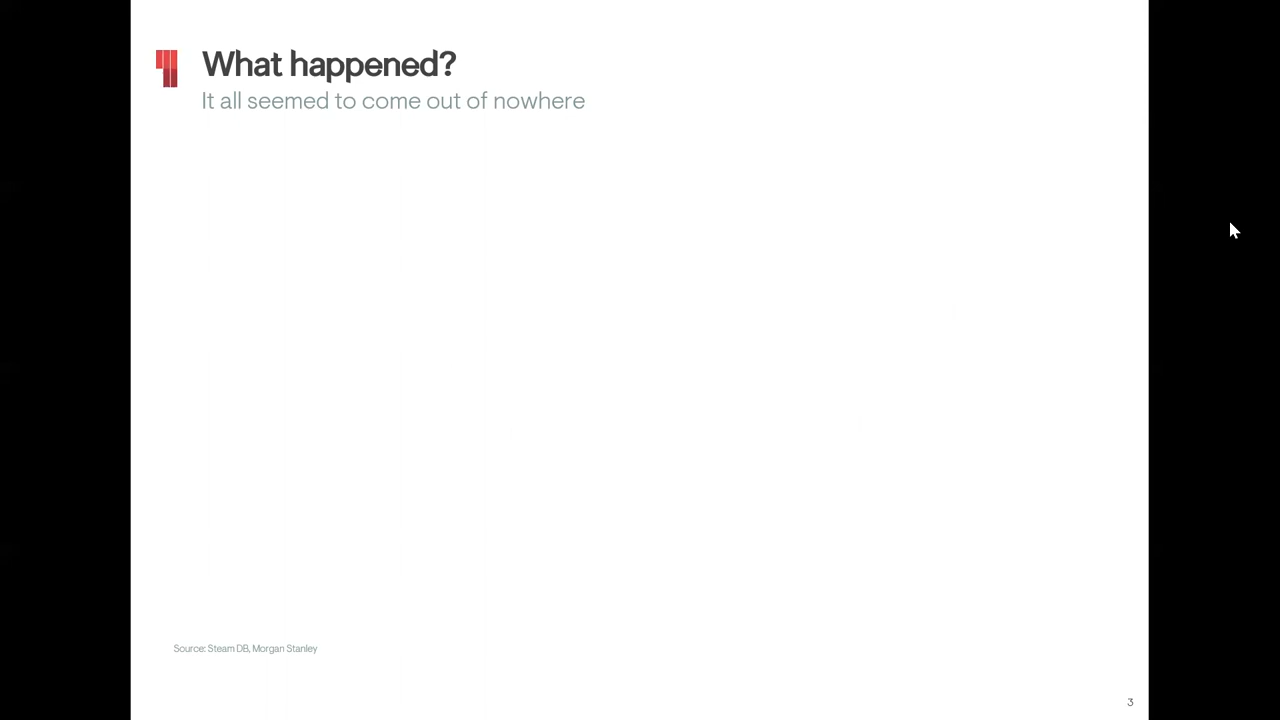 What happened?
It all seemed to come out of nowhere
Source: Steam DB, Morgan Stanley
3